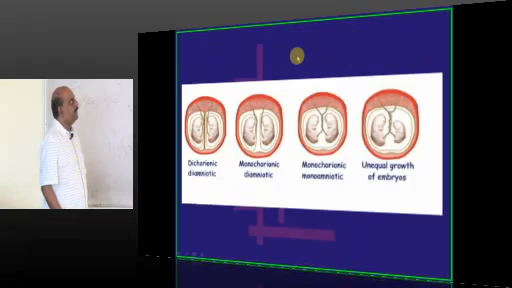 Dichorionic
diamniotic
Monochorionic
diamniotic
Monochorionic
monoamniotic
Unequal growth
of embryos